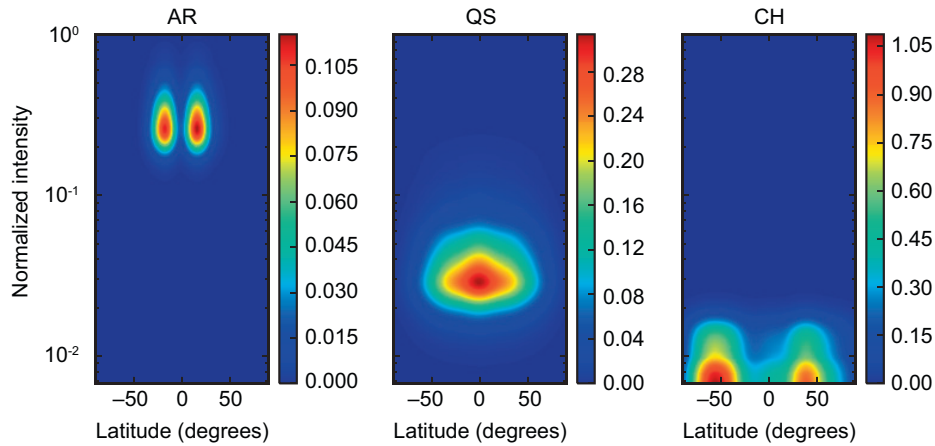 AR
QS
CH
Normalized intensity
10⁰
10⁻¹
10⁻²
0.105
0.090
0.075
0.060
0.045
0.030
0.015
0.000
0.28
0.24
0.20
0.16
0.12
0.08
0.04
0.00
1.05
0.90
0.75
0.60
0.45
0.30
0.15
0.00
–50 0 50
–50 0 50
–50 0 50
Latitude (degrees)
Latitude (degrees)
Latitude (degrees)